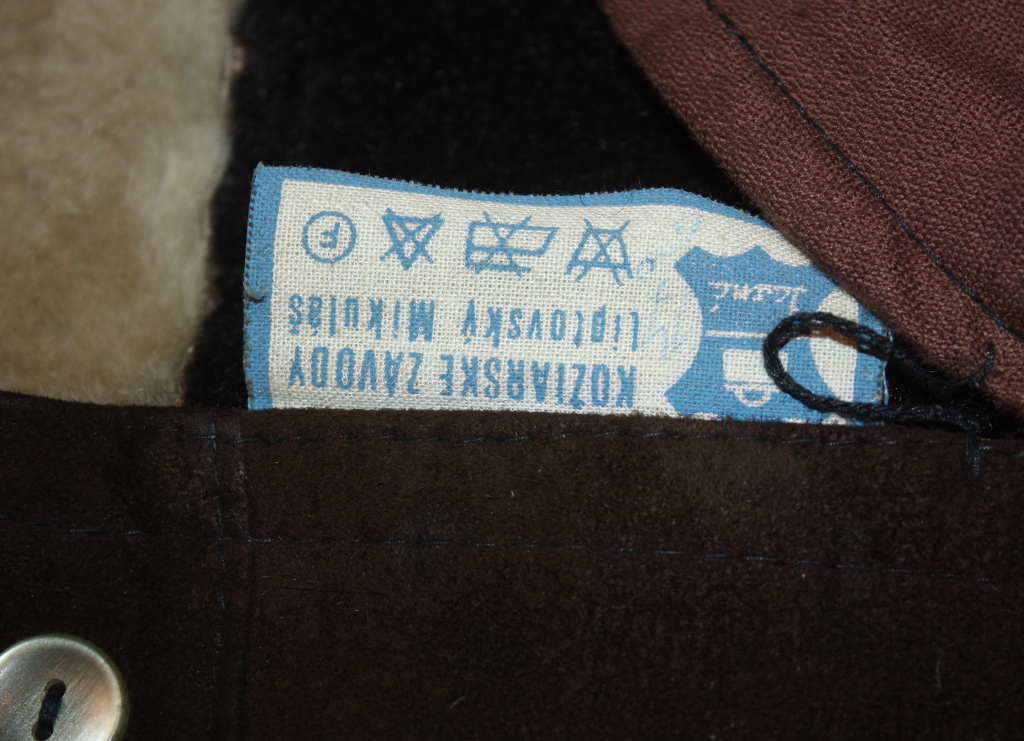 KOŽIARSKE ZÁVODY
Liptovský Mikuláš
F